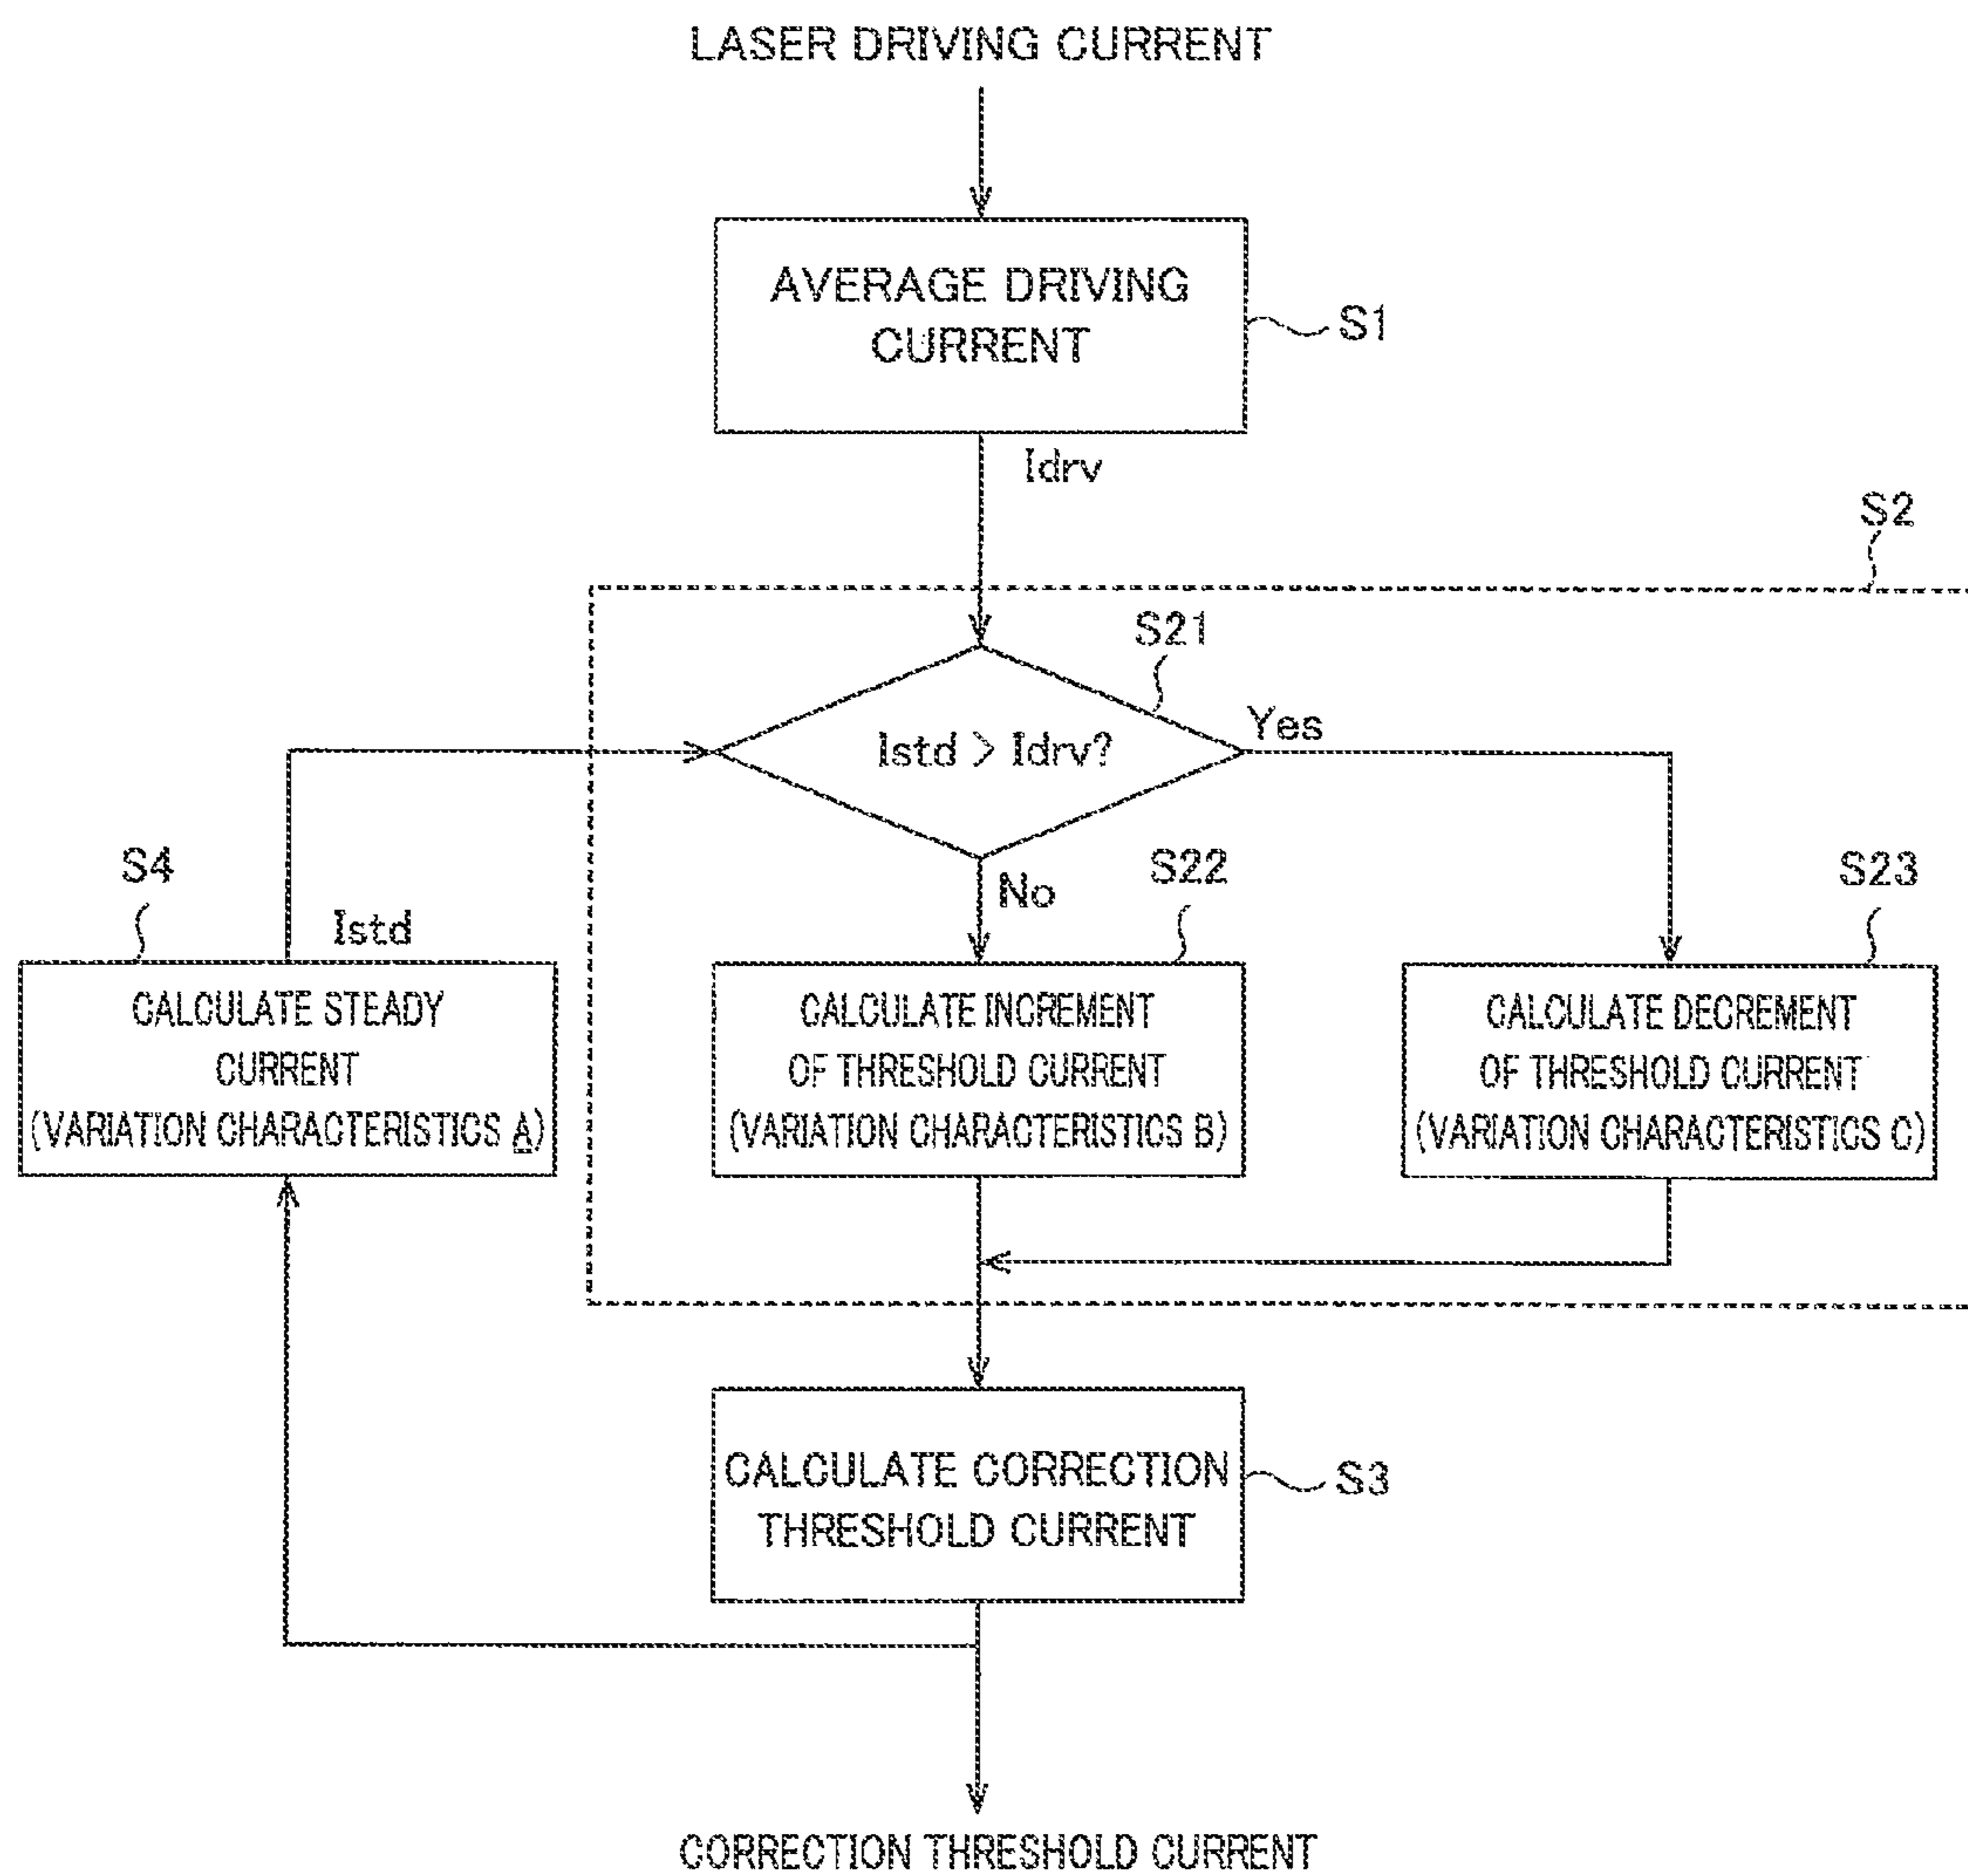 LASER DRIVING CURRENT
AVERAGE DRIVING
CURRENT
S1
Idrv
S2
S21
Istd > Idrv?
Yes
No
S4
Istd
CALCULATE STEADY
CURRENT
(VARIATION CHARACTERISTICS A)
S22
CALCULATE INCREMENT
OF THRESHOLD CURRENT
(VARIATION CHARACTERISTICS B)
S23
CALCULATE DECREMENT
OF THRESHOLD CURRENT
(VARIATION CHARACTERISTICS C)
CALCULATE CORRECTION
THRESHOLD CURRENT
S3
CORRECTION THRESHOLD CURRENT